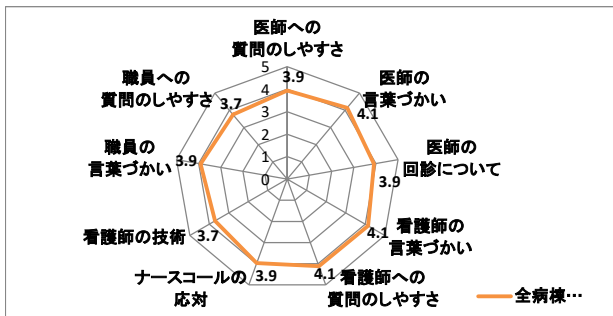 医師への
質問のしやすさ
3.9
医師の
言葉づかい
4.1
医師の
回診について
3.9
看護師の
言葉づかい
4.1
看護師への
質問のしやすさ
4.1
ナースコールの
応対
3.9
看護師の技術
3.7
職員の
言葉づかい
3.9
職員への
質問のしやすさ
3.7
5
4
3
2
1
0
全病棟…